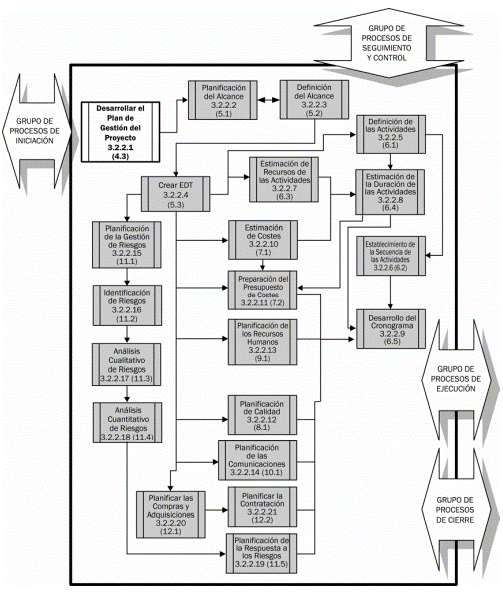 GRUPO DE
PROCESOS DE
SEGUIMIENTO
Y CONTROL
GRUPO DE
PROCESOS DE
INICIACIÓN
Desarrollar el
Plan de
Gestión del
Proyecto
3.2.2.1
(4.3)
Planificación
del Alcance
3.2.2.2
(5.1)
Definición
del Alcance
3.2.2.3
(5.2)
Definición de
las Actividades
3.2.2.5
(6.1)
Crear EDT
3.2.2.4
(5.3)
Estimación de
Recursos de
las Actividades
3.2.2.7
(6.3)
Estimación de
la Duración de
las Actividades
3.2.2.8
(6.4)
Planificación
de la Gestión
de Riesgos
3.2.2.15
(11.1)
Estimación
de Costes
3.2.2.10
(7.1)
Establecimiento de
la Secuencia de
las Actividades
3.2.2.6 (6.2)
Identificación
de Riesgos
3.2.2.16
(11.2)
Preparación del
Presupuesto
de Costes
3.2.2.11 (7.2)
Planificación de
los Recursos
Humanos
3.2.2.13
(9.1)
Desarrollo del
Cronograma
3.2.2.9
(6.5)
Análisis
Cualitativo
de Riesgos
3.2.2.17 (11.3)
GRUPO DE
PROCESOS DE
EJECUCIÓN
Análisis
Cuantitativo
de Riesgos
3.2.2.18 (11.4)
Planificación
de Calidad
3.2.2.12
(8.1)
Planificación
de las
Comunicaciones
3.2.2.14 (10.1)
Planificar las
Compras y
Adquisiciones
3.2.2.20
(12.1)
Planificar la
Contratación
3.2.2.21
(12.2)
GRUPO DE
PROCESOS
DE CIERRE
Planificación de
la Respuesta a
los Riesgos
3.2.2.19 (11.5)